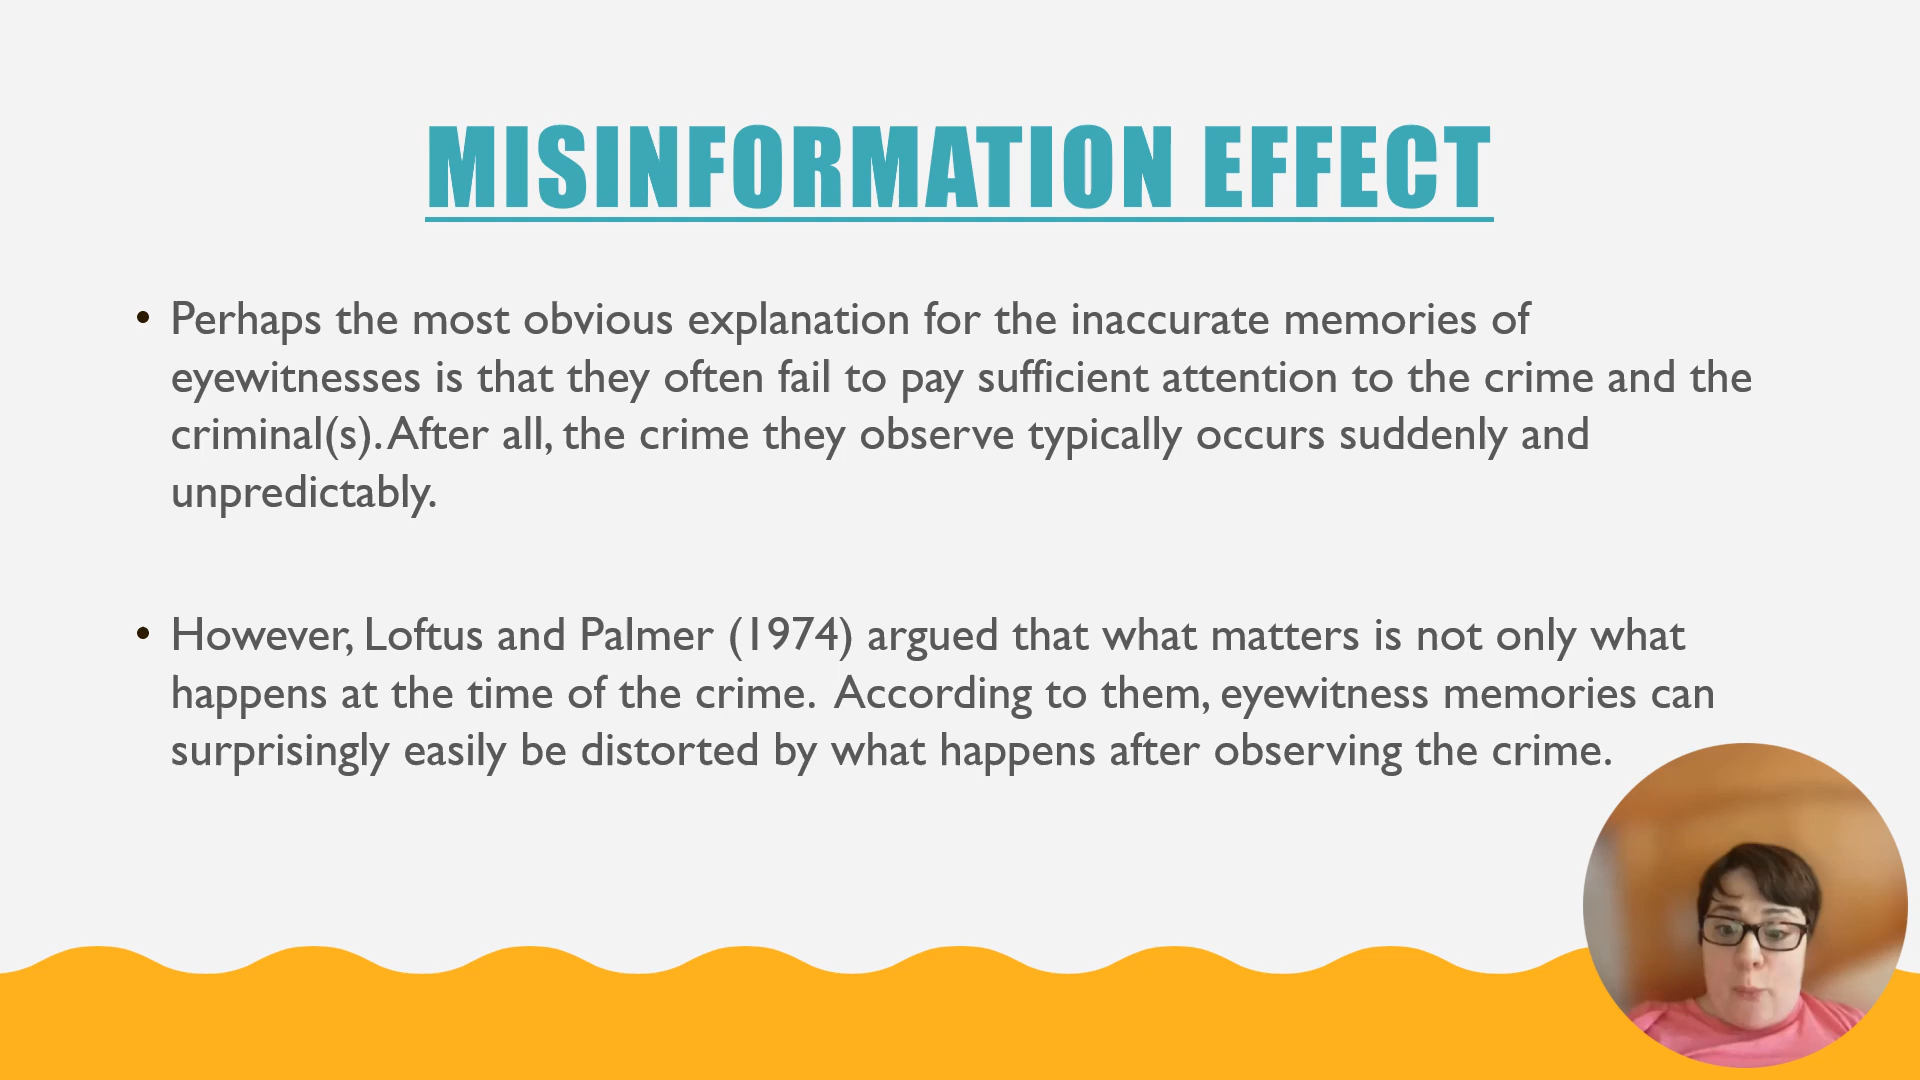 MISINFORMATION EFFECT
• Perhaps the most obvious explanation for the inaccurate memories of
eyewitnesses is that they often fail to pay sufficient attention to the crime and the
criminal(s). After all, the crime they observe typically occurs suddenly and
unpredictably.
• However, Loftus and Palmer (1974) argued that what matters is not only what
happens at the time of the crime.  According to them, eyewitness memories can
surprisingly easily be distorted by what happens after observing the crime.